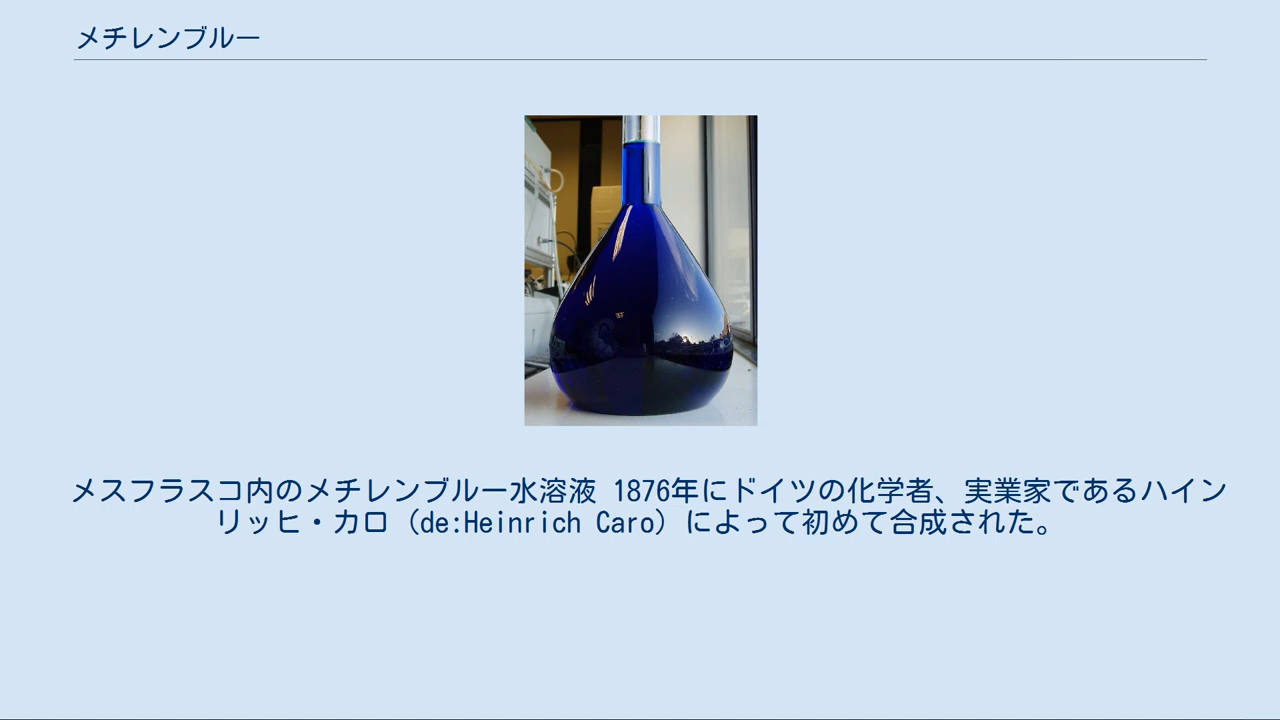 メチレンブルー
メスフラスコ内のメチレンブルー水溶液 1876年にドイツの化学者、実業家であるハイン
リッヒ・カロ（de:Heinrich Caro）によって初めて合成された。